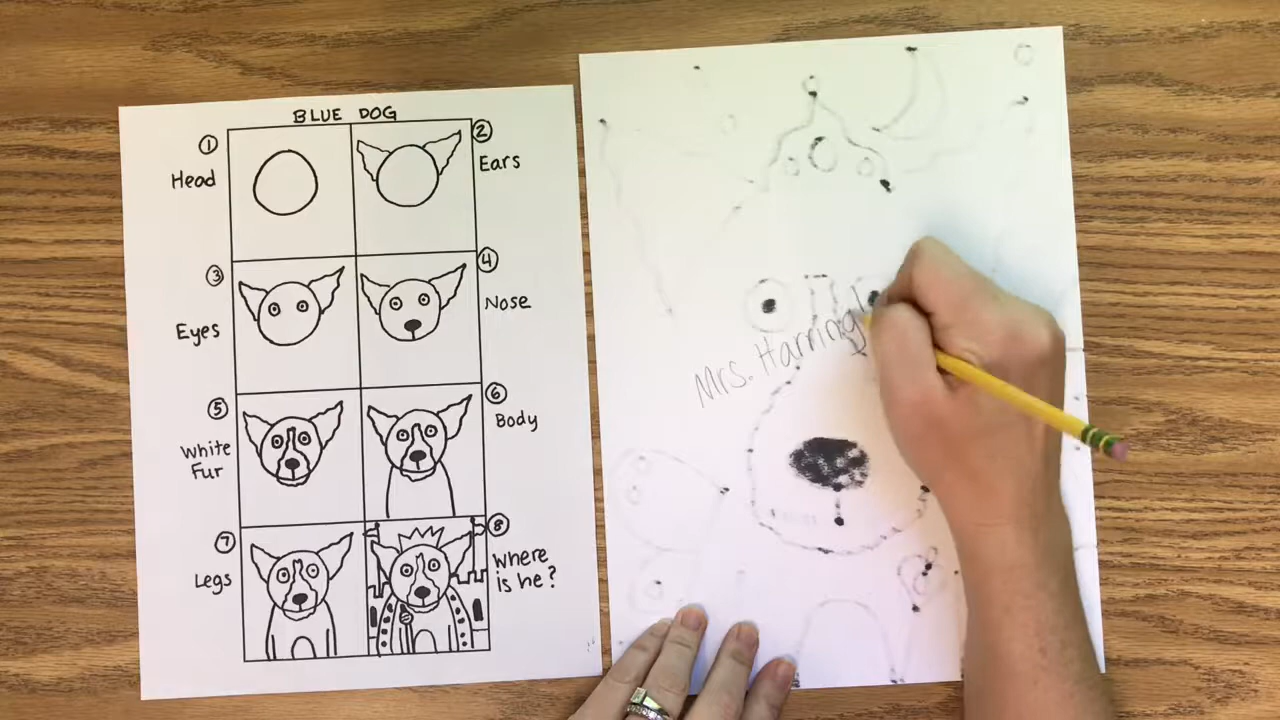 BLUE DOG
1
Head
2
Ears
3
Eyes
4
Nose
5
White
Fur
6
Body
7
Legs
8
Where
is he?
Mrs. Harring